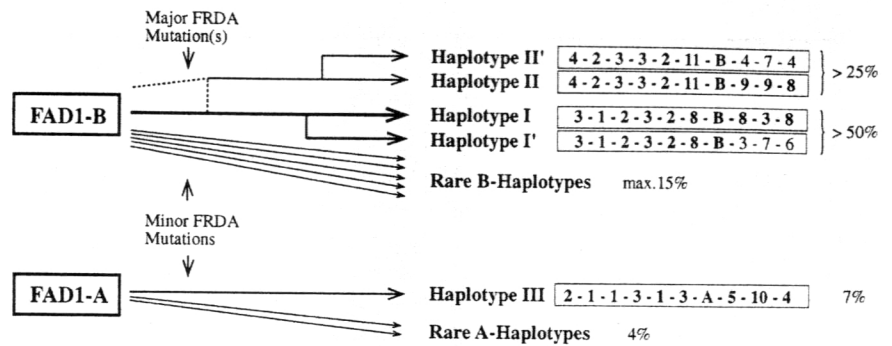 Major FRDA
Mutation(s)
Haplotype II' 4 - 2 - 3 - 3 - 2 - 11 - B - 4 - 7 - 4
Haplotype II 4 - 2 - 3 - 3 - 2 - 11 - B - 9 - 9 - 8
> 25%
FAD1-B
Haplotype I 3 - 1 - 2 - 3 - 2 - 8 - B - 8 - 3 - 8
Haplotype I' 3 - 1 - 2 - 3 - 2 - 8 - B - 3 - 7 - 6
> 50%
Rare B-Haplotypes max.15%
Minor FRDA
Mutations
FAD1-A
Haplotype III 2 - 1 - 1 - 3 - 1 - 3 - A - 5 - 10 - 4 7%
Rare A-Haplotypes 4%